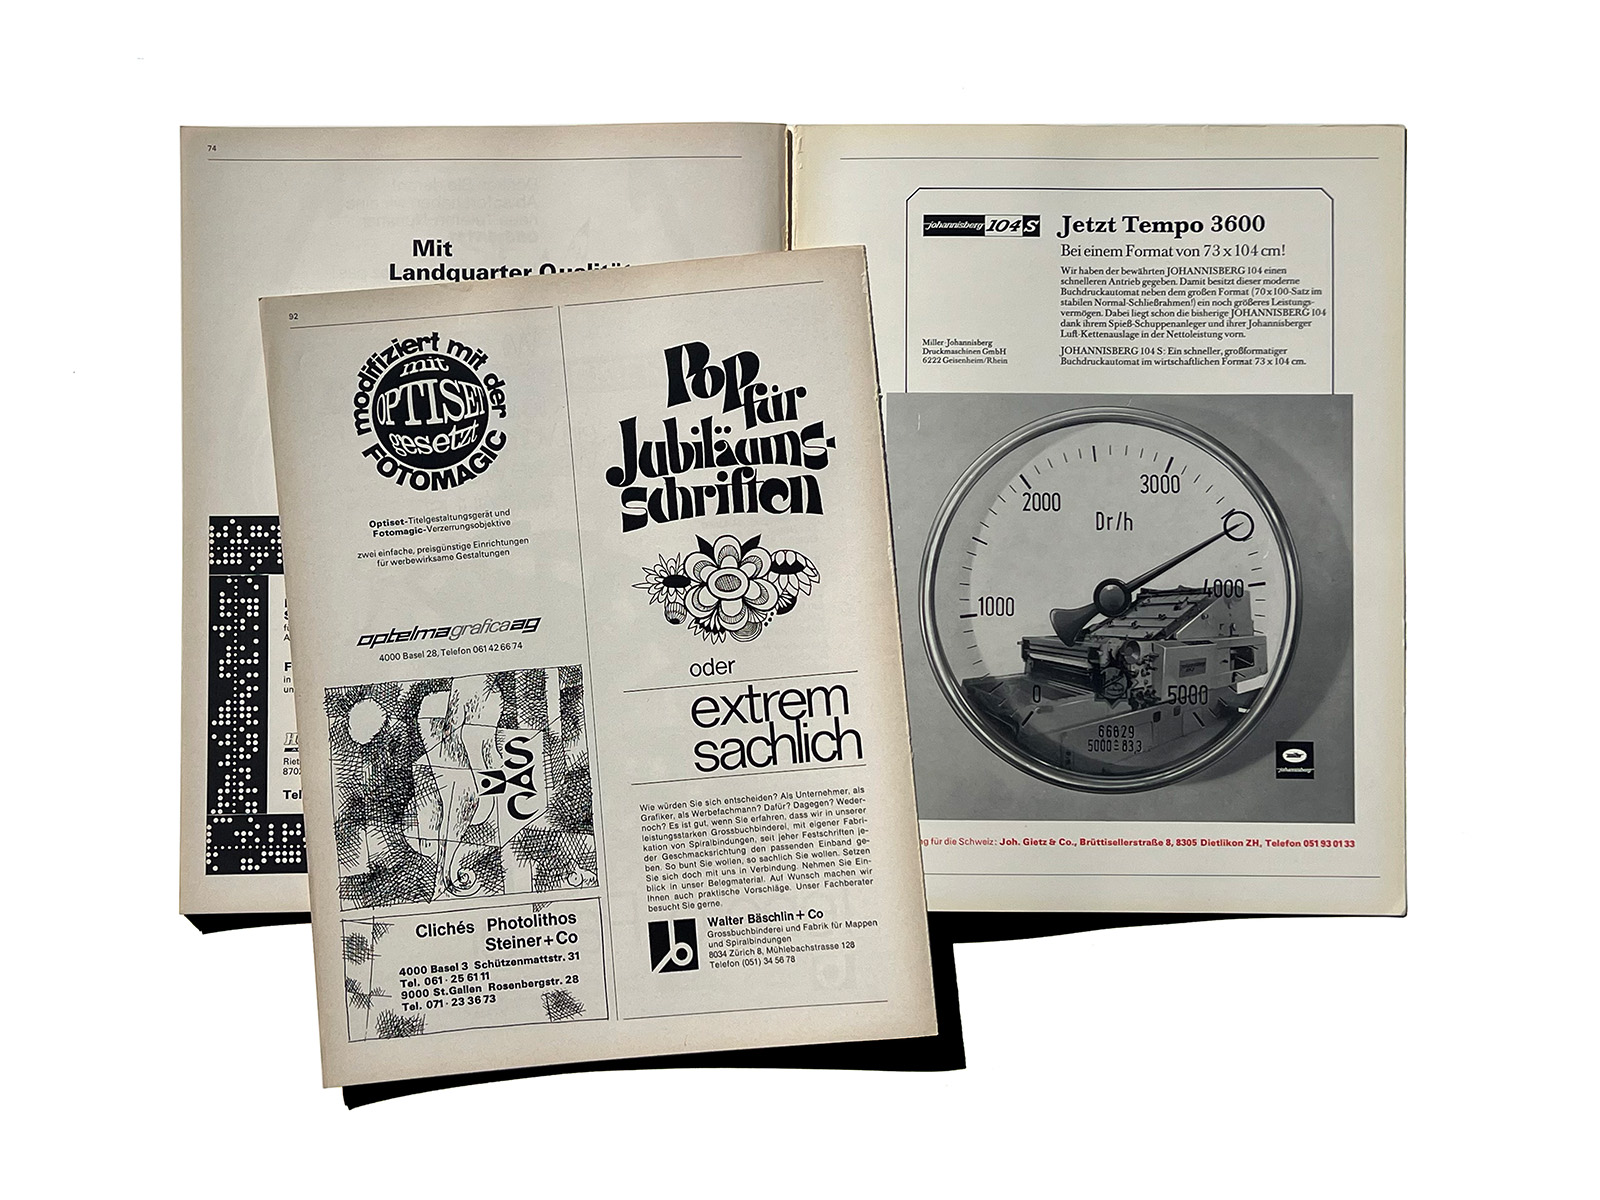 74
Mit
Landquarter Qualität
92
modifiziert mit der
mit
OPTISET
gesetzt
FOTOMAGIC
Optiset-Titelgestaltungsgerät und
Fotomagic-Verzerrungsobjektive
zwei einfache, preisgünstige Einrichtungen
für werbewirksame Gestaltungen
optelma grafica ag
4000 Basel 28, Telefon 061 42 66 74
SAC
Clichés Photolithos
Steiner+Co
4000 Basel 3 Schützenmattstr. 31
Tel. 061 · 25 61 11
9000 St.Gallen Rosenbergstr. 28
Tel. 071 · 23 36 73
Pop
für
Jubiläums-
schriften
oder
extrem
sachlich
Wie würden Sie sich entscheiden? Als Unternehmer, als
Grafiker, als Werbefachmann? Dafür? Dagegen? Weder-
noch? Es ist gut, wenn Sie erfahren, dass wir in unserer
leistungsstarken Grossbuchbinderei, mit eigener Fabri-
kation von Spiralbindungen, seit jeher Festschriften je-
der Geschmacksrichtung den passenden Einband ge-
ben. So bunt Sie wollen, so sachlich Sie wollen. Setzen
Sie sich doch mit uns in Verbindung. Nehmen Sie Ein-
blick in unser Belegmaterial. Auf Wunsch machen wir
Ihnen auch praktische Vorschläge. Unser Fachberater
besucht Sie gerne.
Walter Bäschlin + Co
Grossbuchbinderei und Fabrik für Mappen
und Spiralbindungen
8034 Zürich 8, Mühlebachstrasse 128
Telefon (051) 34 56 78
johannisberg 104 S
Jetzt Tempo 3600
Bei einem Format von 73 x 104 cm!
Wir haben der bewährten JOHANNISBERG 104 einen
schnelleren Antrieb gegeben. Damit besitzt dieser moderne
Buchdruckautomat neben dem großen Format (70x100-Satz im
stabilen Normal-Schließrahmen!) ein noch größeres Leistungs-
vermögen. Dabei liegt schon die bisherige JOHANNISBERG 104
dank ihrem Spieß-Schuppenanleger und ihrer Johannisberger
Luft-Kettenauslage in der Nettoleistung vorn.
JOHANNISBERG 104 S: Ein schneller, großformatiger
Buchdruckautomat im wirtschaftlichen Format 73 x 104 cm.
Miller-Johannisberg
Druckmaschinen GmbH
6222 Geisenheim/Rhein
2000
3000
Dr/h
1000
4000
0
5000
66829
5000 ≙ 83,3
johannisberg
für die Schweiz: Joh. Gietz & Co., Brüttisellerstraße 8, 8305 Dietlikon ZH, Telefon 051 93 01 33